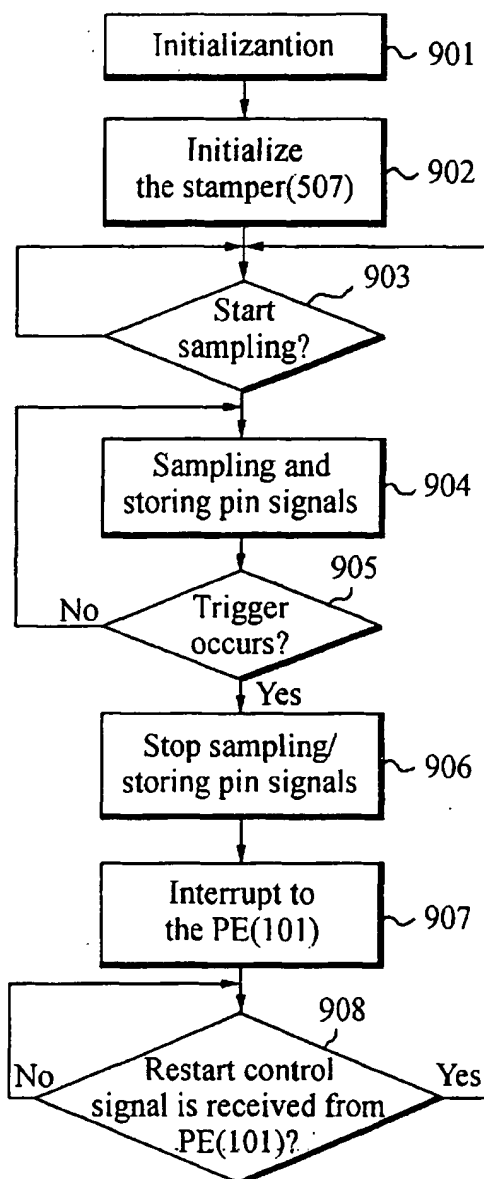 Initializantion
901
Initialize
the stamper(507)
902
903
Start
sampling?
Sampling and
storing pin signals
904
905
No
Trigger
occurs?
Yes
Stop sampling/
storing pin signals
906
Interrupt to
the PE(101)
907
908
No
Restart control
signal is received from
PE(101)?
Yes